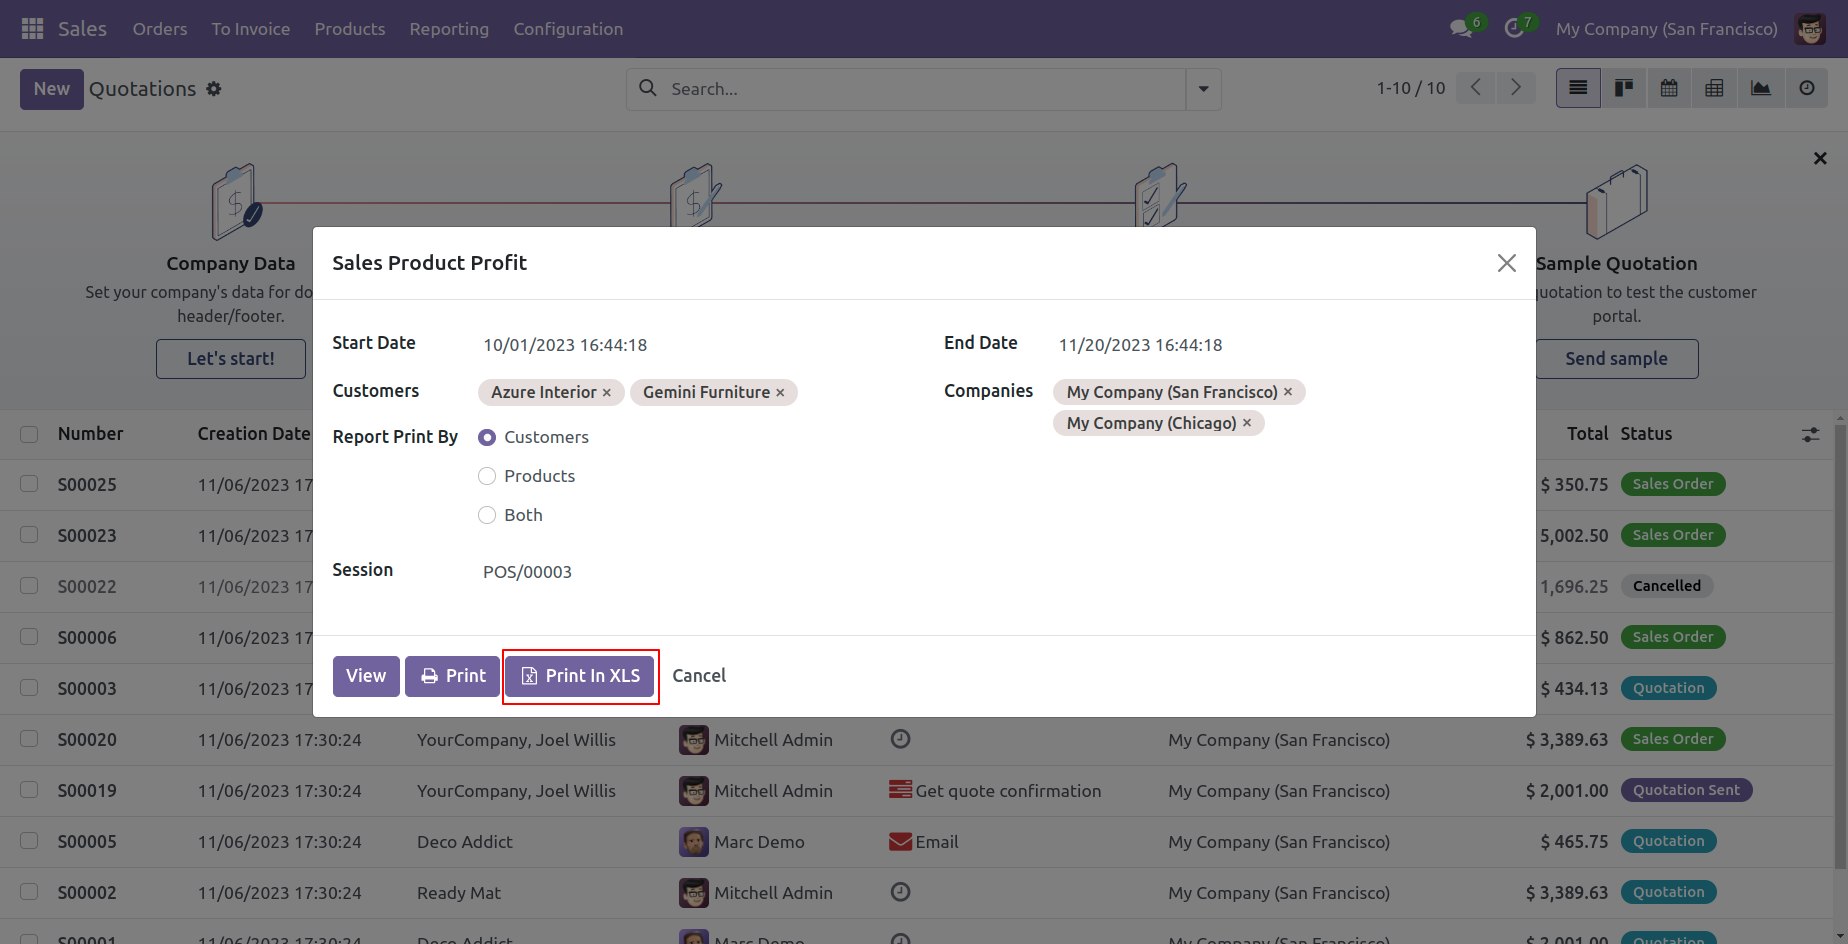 Sales Orders To Invoice Products Reporting Configuration 6 7 My Company (San Francisco)
New Quotations Search... 1-10 / 10
Company Data Sample Quotation
Set your company's data for do quotation to test the customer
header/footer. portal.
Let's start! Send sample
Sales Product Profit
Start Date 10/01/2023 16:44:18 End Date 11/20/2023 16:44:18
Customers Azure Interior × Gemini Furniture × Companies My Company (San Francisco) ×
My Company (Chicago) ×
Report Print By Customers
Products
Both
Session POS/00003
View Print Print In XLS Cancel
Number Creation Date Total Status
S00025 11/06/2023 17 $ 350.75 Sales Order
S00023 11/06/2023 17 5,002.50 Sales Order
S00022 11/06/2023 17 1,696.25 Cancelled
S00006 11/06/2023 17 $ 862.50 Sales Order
S00003 11/06/2023 17 $ 434.13 Quotation
S00020 11/06/2023 17:30:24 YourCompany, Joel Willis Mitchell Admin My Company (San Francisco) $ 3,389.63 Sales Order
S00019 11/06/2023 17:30:24 YourCompany, Joel Willis Mitchell Admin Get quote confirmation My Company (San Francisco) $ 2,001.00 Quotation Sent
S00005 11/06/2023 17:30:24 Deco Addict Marc Demo Email My Company (San Francisco) $ 465.75 Quotation
S00002 11/06/2023 17:30:24 Ready Mat Mitchell Admin My Company (San Francisco) $ 3,389.63 Quotation
S00001 11/06/2023 17:30:24 Deco Addict Marc Demo My Company (San Francisco) $ 2,001.00 Quotation